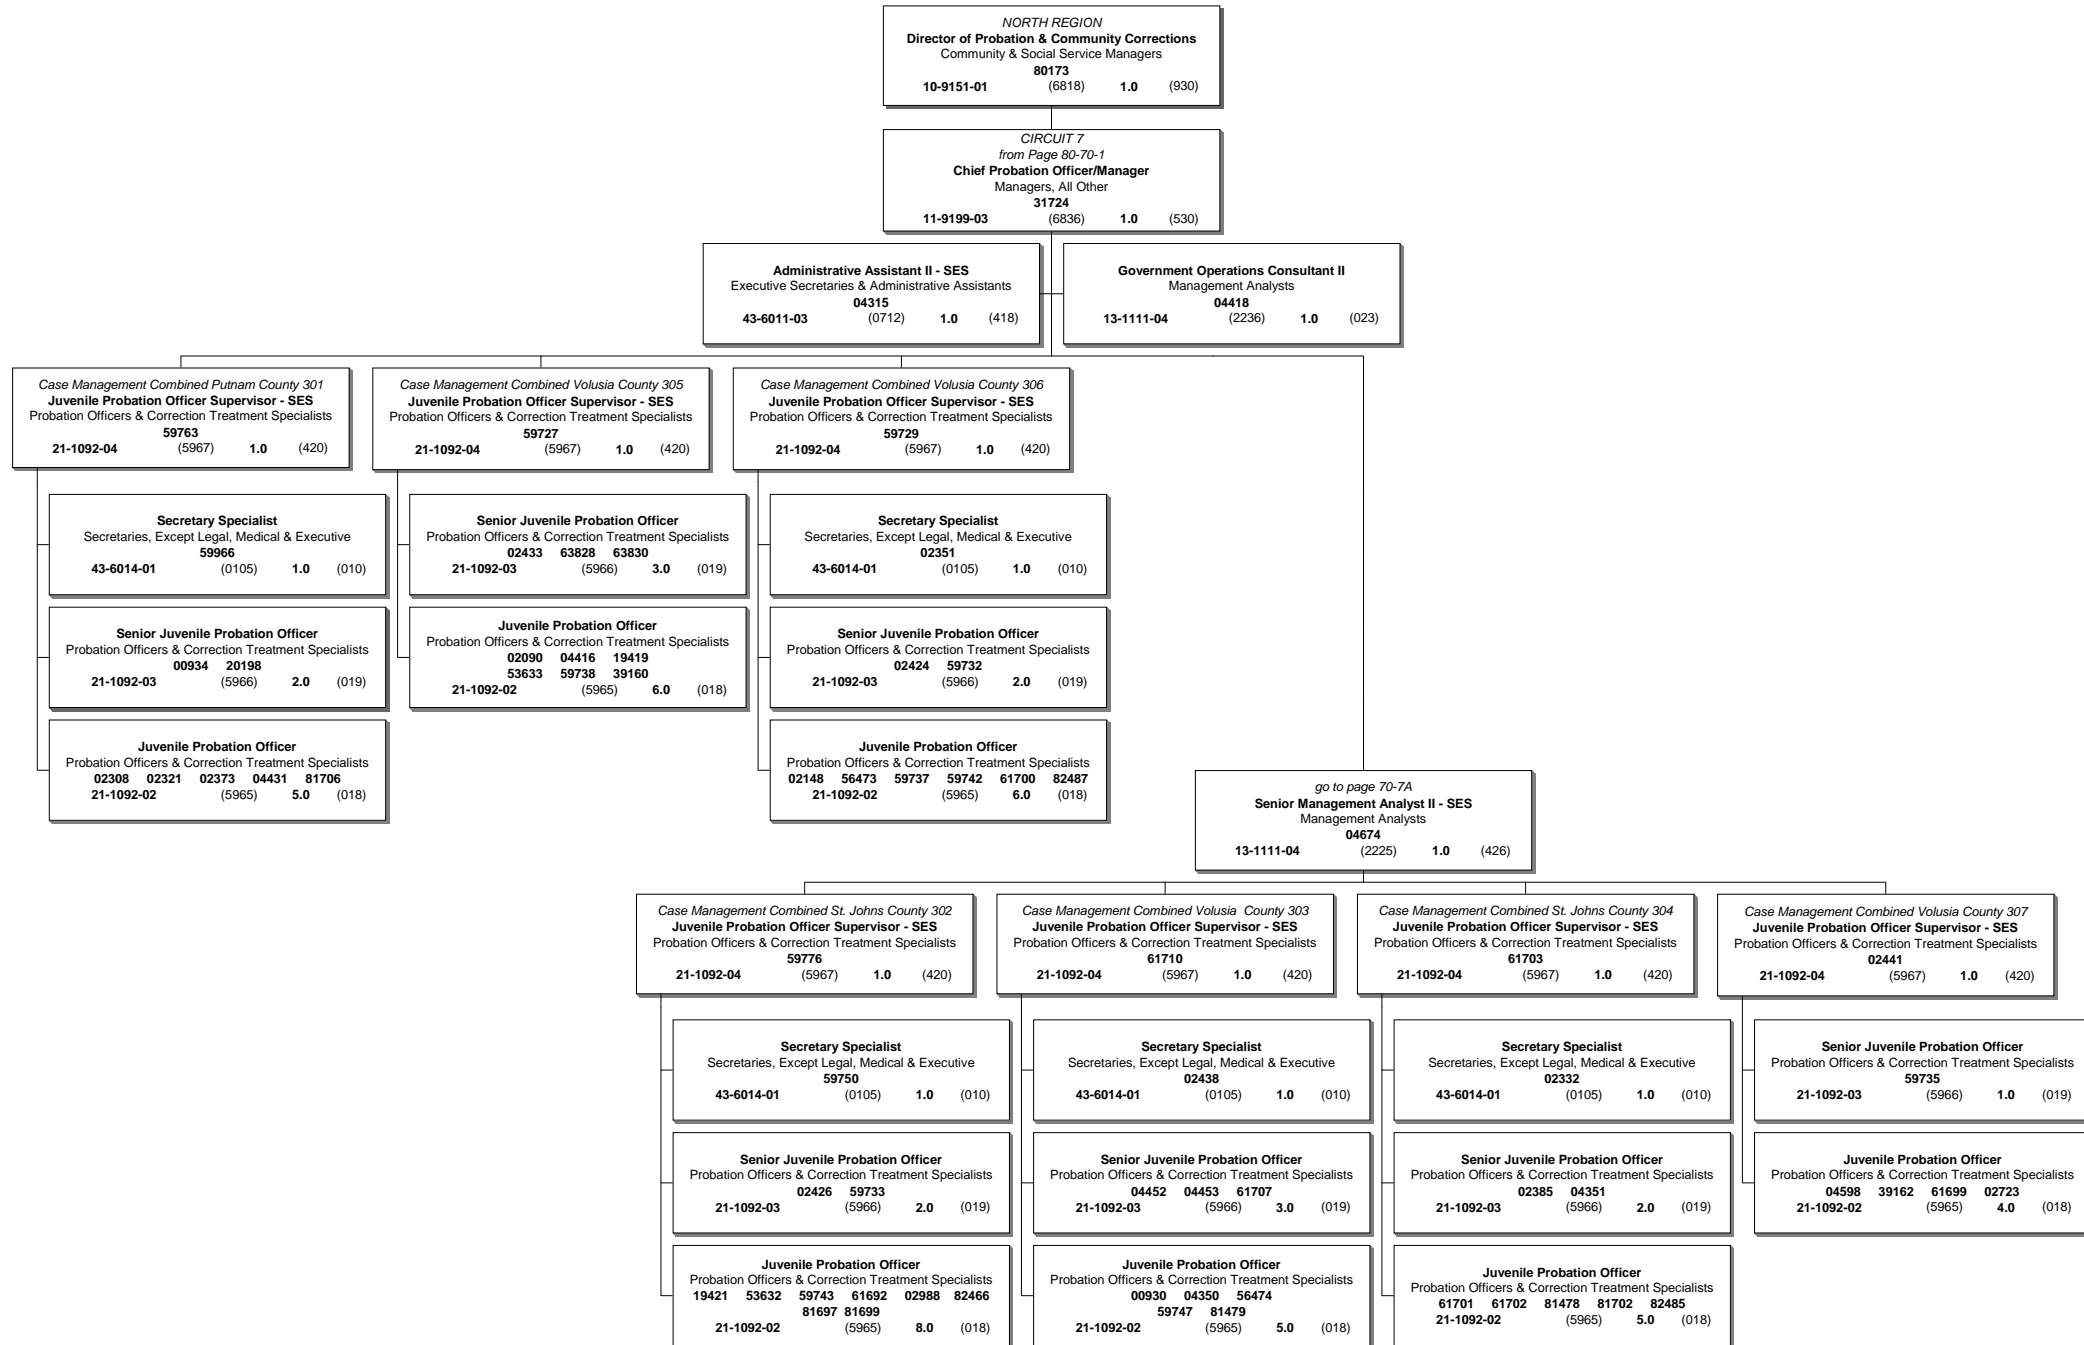 NORTH REGION
Director of Probation & Community Corrections
Community & Social Service Managers
80173
10-9151-01 (6818) 1.0 (930)
CIRCUIT 7
from Page 80-70-1
Chief Probation Officer/Manager
Managers, All Other
31724
11-9199-03 (6836) 1.0 (530)
Administrative Assistant II - SES
Executive Secretaries & Administrative Assistants
04315
43-6011-03 (0712) 1.0 (418)
Government Operations Consultant II
Management Analysts
04418
13-1111-04 (2236) 1.0 (023)
Case Management Combined Putnam County 301
Juvenile Probation Officer Supervisor - SES
Probation Officers & Correction Treatment Specialists
59763
21-1092-04 (5967) 1.0 (420)
Secretary Specialist
Secretaries, Except Legal, Medical & Executive
59966
43-6014-01 (0105) 1.0 (010)
Senior Juvenile Probation Officer
Probation Officers & Correction Treatment Specialists
00934 20198
21-1092-03 (5966) 2.0 (019)
Juvenile Probation Officer
Probation Officers & Correction Treatment Specialists
02308 02321 02373 04431 81706
21-1092-02 (5965) 5.0 (018)
Case Management Combined Volusia County 305
Juvenile Probation Officer Supervisor - SES
Probation Officers & Correction Treatment Specialists
59727
21-1092-04 (5967) 1.0 (420)
Senior Juvenile Probation Officer
Probation Officers & Correction Treatment Specialists
02433 63828 63830
21-1092-03 (5966) 3.0 (019)
Juvenile Probation Officer
Probation Officers & Correction Treatment Specialists
02090 04416 19419
53633 59738 39160
21-1092-02 (5965) 6.0 (018)
Case Management Combined Volusia County 306
Juvenile Probation Officer Supervisor - SES
Probation Officers & Correction Treatment Specialists
59729
21-1092-04 (5967) 1.0 (420)
Secretary Specialist
Secretaries, Except Legal, Medical & Executive
02351
43-6014-01 (0105) 1.0 (010)
Senior Juvenile Probation Officer
Probation Officers & Correction Treatment Specialists
02424 59732
21-1092-03 (5966) 2.0 (019)
Juvenile Probation Officer
Probation Officers & Correction Treatment Specialists
02148 56473 59737 59742 61700 82487
21-1092-02 (5965) 6.0 (018)
go to page 70-7A
Senior Management Analyst II - SES
Management Analysts
04674
13-1111-04 (2225) 1.0 (426)
Case Management Combined St. Johns County 302
Juvenile Probation Officer Supervisor - SES
Probation Officers & Correction Treatment Specialists
59776
21-1092-04 (5967) 1.0 (420)
Secretary Specialist
Secretaries, Except Legal, Medical & Executive
59750
43-6014-01 (0105) 1.0 (010)
Senior Juvenile Probation Officer
Probation Officers & Correction Treatment Specialists
02426 59733
21-1092-03 (5966) 2.0 (019)
Juvenile Probation Officer
Probation Officers & Correction Treatment Specialists
19421 53632 59743 61692 02988 82466
81697 81699
21-1092-02 (5965) 8.0 (018)
Case Management Combined Volusia County 303
Juvenile Probation Officer Supervisor - SES
Probation Officers & Correction Treatment Specialists
61710
21-1092-04 (5967) 1.0 (420)
Secretary Specialist
Secretaries, Except Legal, Medical & Executive
02438
43-6014-01 (0105) 1.0 (010)
Senior Juvenile Probation Officer
Probation Officers & Correction Treatment Specialists
04452 04453 61707
21-1092-03 (5966) 3.0 (019)
Juvenile Probation Officer
Probation Officers & Correction Treatment Specialists
00930 04350 56474
59747 81479
21-1092-02 (5965) 5.0 (018)
Case Management Combined St. Johns County 304
Juvenile Probation Officer Supervisor - SES
Probation Officers & Correction Treatment Specialists
61703
21-1092-04 (5967) 1.0 (420)
Secretary Specialist
Secretaries, Except Legal, Medical & Executive
02332
43-6014-01 (0105) 1.0 (010)
Senior Juvenile Probation Officer
Probation Officers & Correction Treatment Specialists
02385 04351
21-1092-03 (5966) 2.0 (019)
Juvenile Probation Officer
Probation Officers & Correction Treatment Specialists
61701 61702 81478 81702 82485
21-1092-02 (5965) 5.0 (018)
Case Management Combined Volusia County 307
Juvenile Probation Officer Supervisor - SES
Probation Officers & Correction Treatment Specialists
02441
21-1092-04 (5967) 1.0 (420)
Senior Juvenile Probation Officer
Probation Officers & Correction Treatment Specialists
59735
21-1092-03 (5966) 1.0 (019)
Juvenile Probation Officer
Probation Officers & Correction Treatment Specialists
04598 39162 61699 02723
21-1092-02 (5965) 4.0 (018)